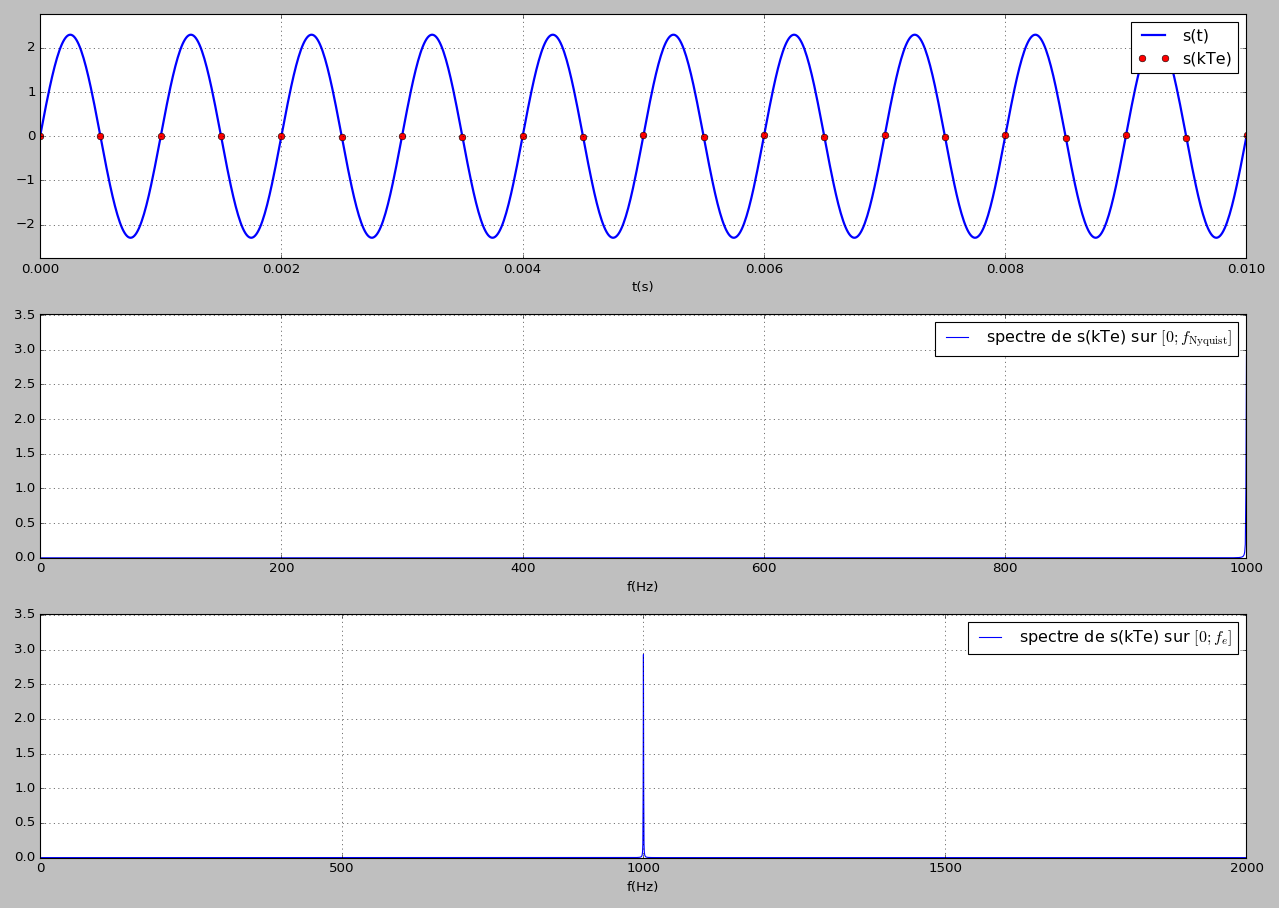 2
1
0
−1
−2
s(t)
s(kTe)
0.000 0.002 0.004 0.006 0.008 0.010
t(s)
3.5
3.0
2.5
2.0
1.5
1.0
0.5
0.0
spectre de s(kTe) sur [0; f_Nyquist]
0 200 400 600 800 1000
f(Hz)
3.5
3.0
2.5
2.0
1.5
1.0
0.5
0.0
spectre de s(kTe) sur [0; f_e]
0 500 1000 1500 2000
f(Hz)